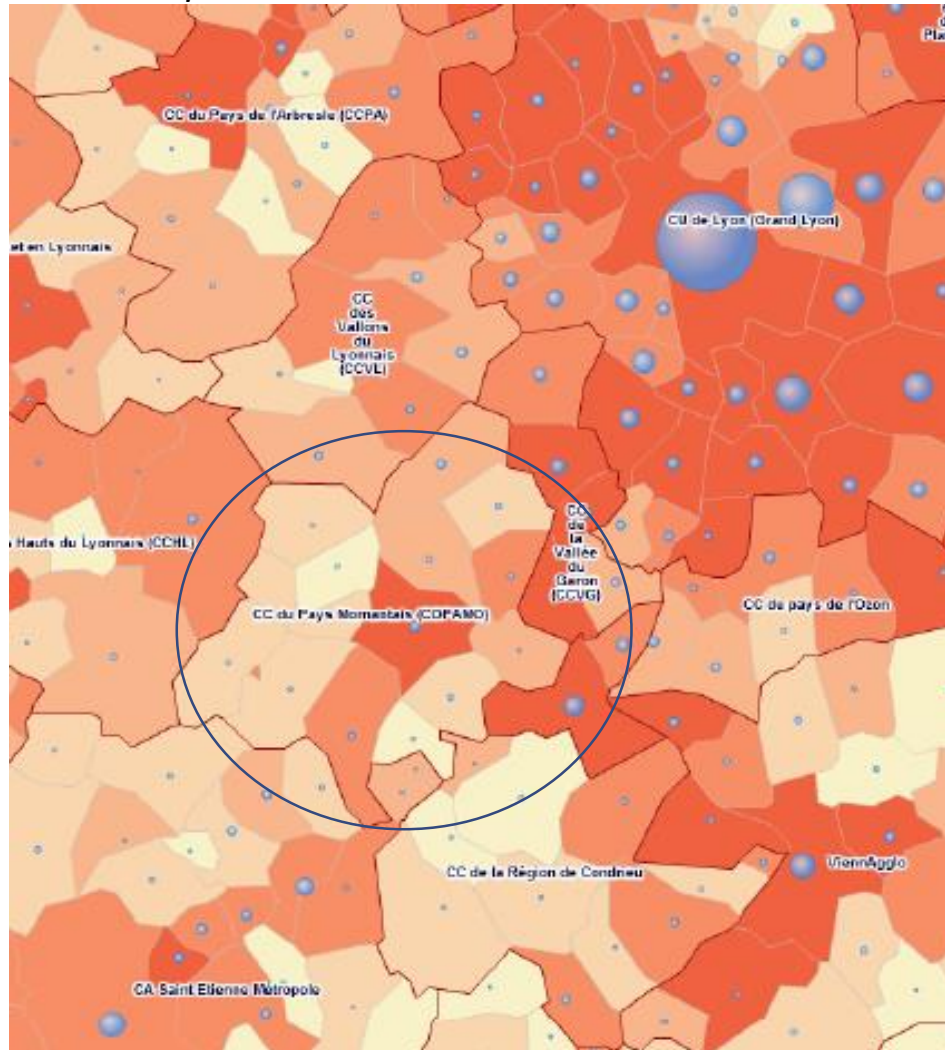 Pla
CC du Pays de l'Arbresle (CCPA)
CU de Lyon (Grand Lyon)
et en Lyonnais
CC
des
Vallons
du
Lyonnais
(CCVL)
CC
de
la
Vallée
du
Garon
(CCVG)
Hauts du Lyonnais (CCHL)
CC du Pays Mornantais (COPAMO)
CC de pays de l'Ozon
CC de la Région de Condrieu
ViennAgglo
CA Saint Etienne Métropole